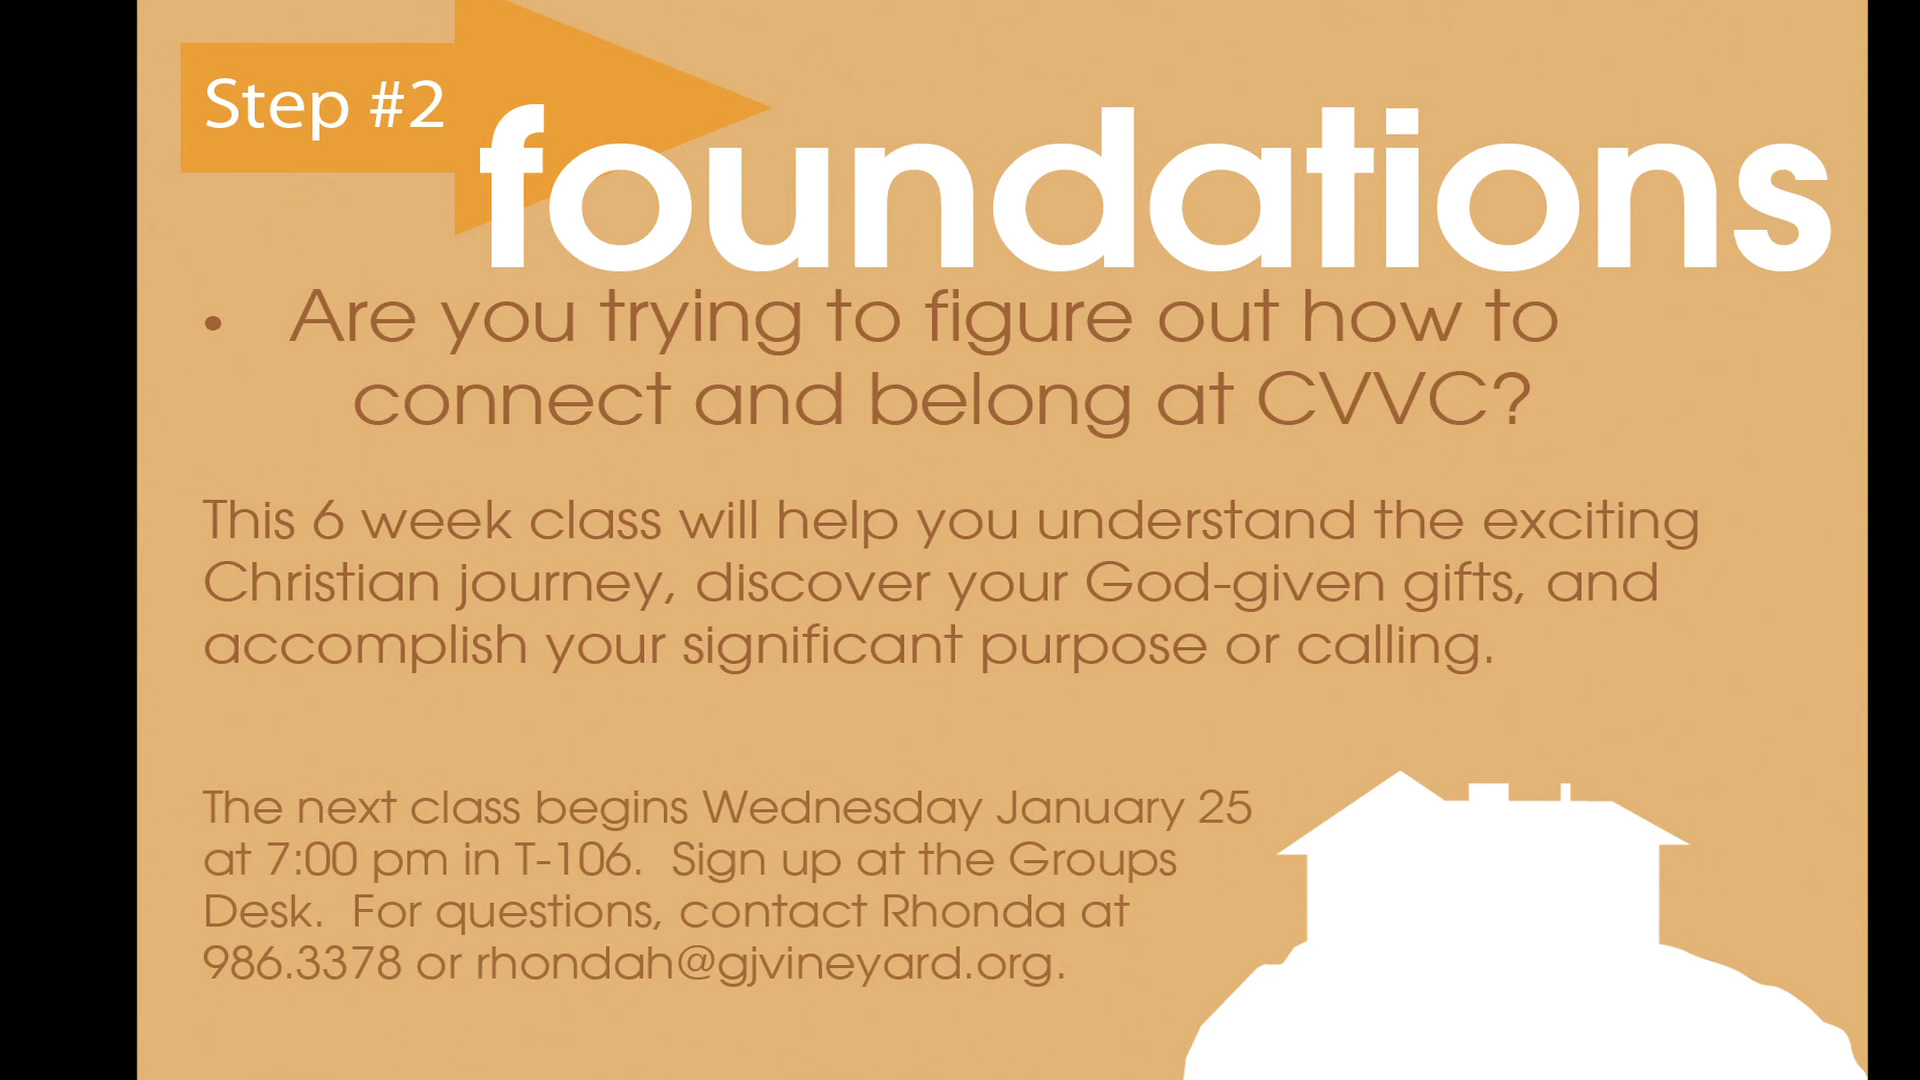 Step #2
foundations
• Are you trying to figure out how to
connect and belong at CVVC?
This 6 week class will help you understand the exciting
Christian journey, discover your God-given gifts, and
accomplish your significant purpose or calling.
The next class begins Wednesday January 25
at 7:00 pm in T-106.  Sign up at the Groups
Desk.  For questions, contact Rhonda at
986.3378 or rhondah@gjvineyard.org.